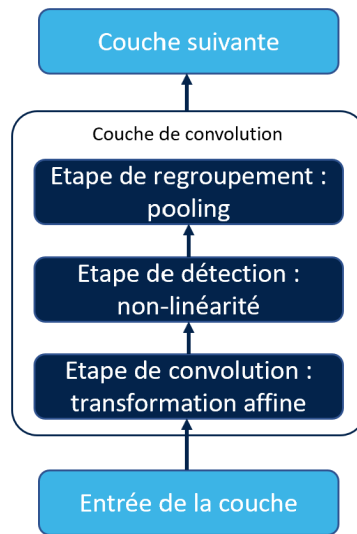 Couche suivante
Couche de convolution
Etape de regroupement :
pooling
Etape de détection :
non-linéarité
Etape de convolution :
transformation affine
Entrée de la couche